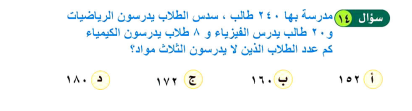 سؤال ١٤ مدرسة بها ٢٤٠ طالب ، سدس الطلاب يدرسون الرياضيات
و٢٠ طالب يدرس الفيزياء و ٨ طلاب يدرسون الكيمياء
كم عدد الطلاب الذين لا يدرسون الثلاث مواد؟
أ ١٥٢ ب ١٦٠ ج ١٧٢ د ١٨٠